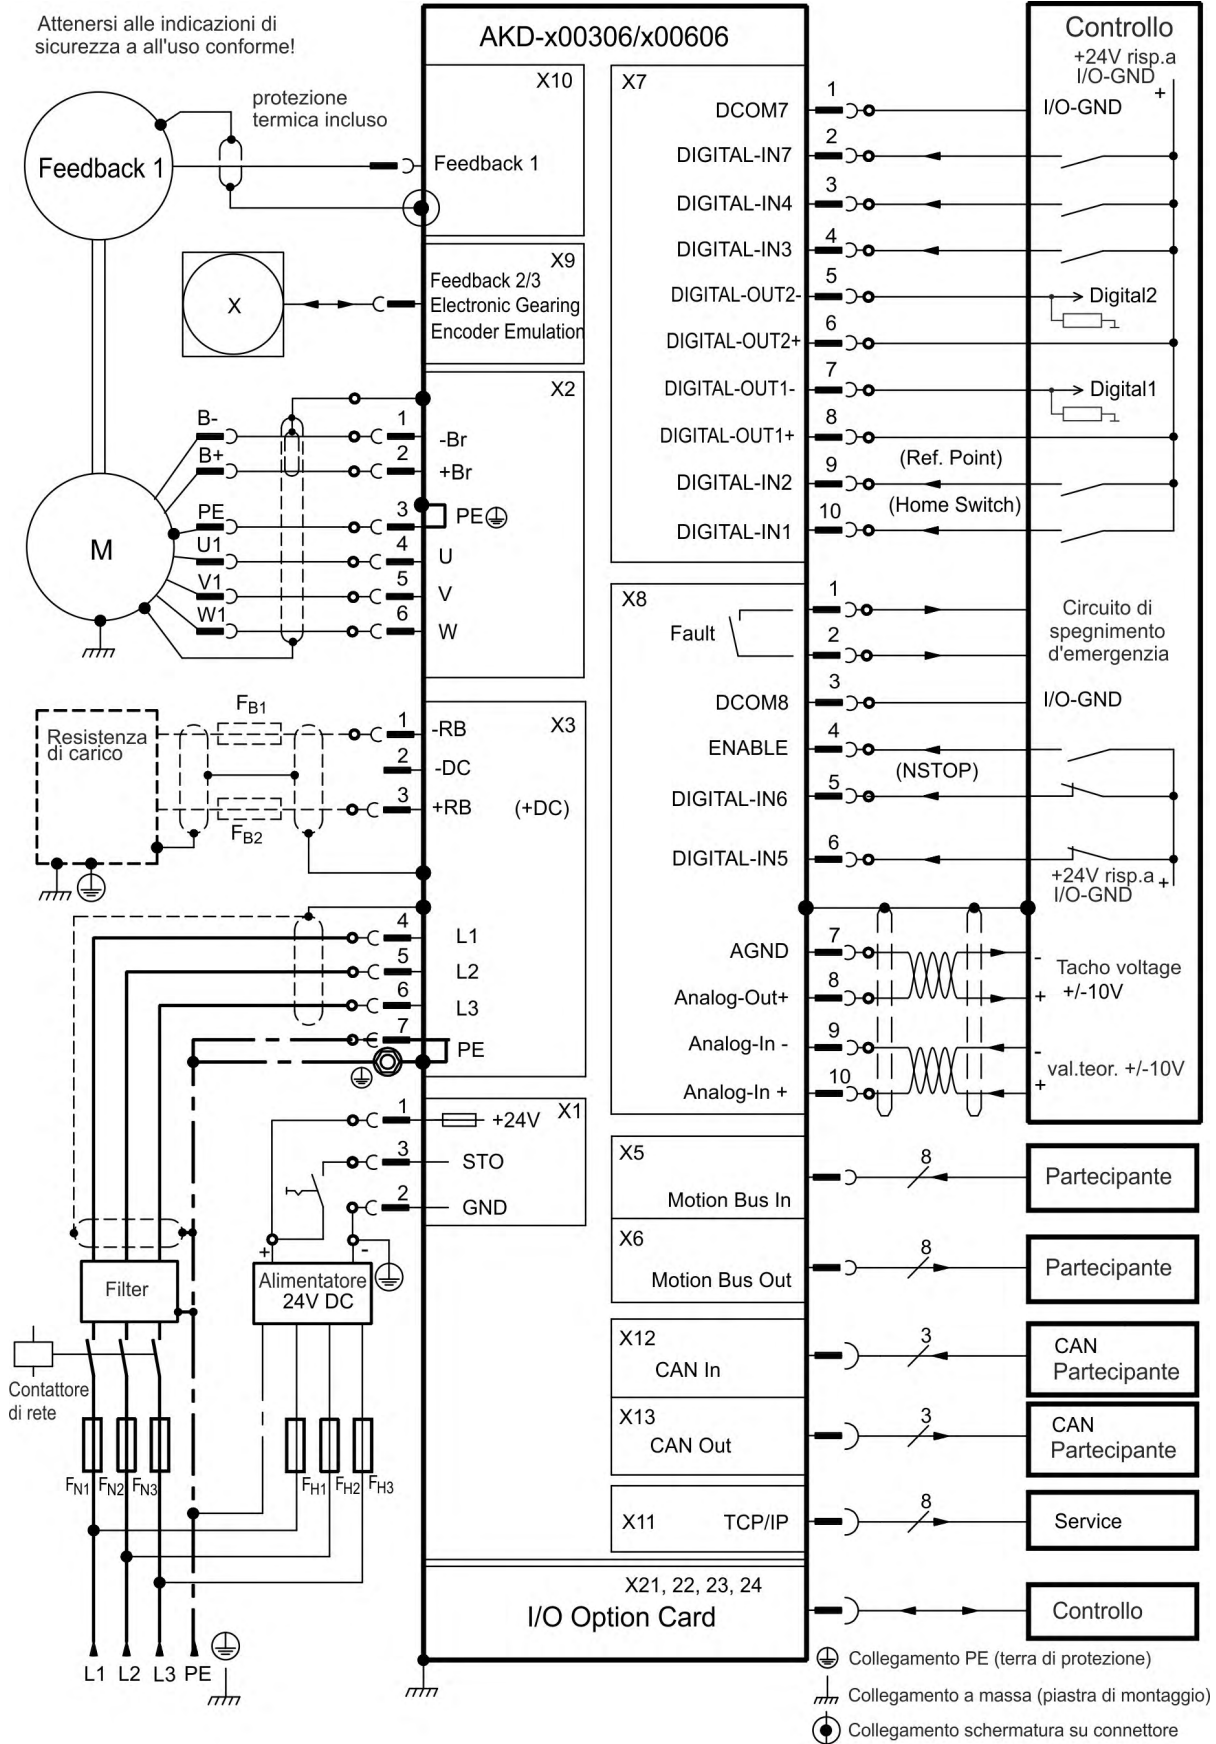 Attenersi alle indicazioni di
sicurezza a all'uso conforme!
AKD-x00306/x00606
Controllo
+24V risp.a
I/O-GND
+
I/O-GND
protezione
termica incluso
Feedback 1
X10
Feedback 1
X
X9
Feedback 2/3
Electronic Gearing
Encoder Emulation
X2
B-
1
-Br
B+
2
+Br
PE
3
PE
U1
4
U
V1
5
V
W1
6
W
M
X7
DCOM7
1
DIGITAL-IN7
2
DIGITAL-IN4
3
DIGITAL-IN3
4
DIGITAL-OUT2-
5
Digital2
DIGITAL-OUT2+
6
DIGITAL-OUT1-
7
Digital1
DIGITAL-OUT1+
8
(Ref. Point)
DIGITAL-IN2
9
(Home Switch)
DIGITAL-IN1
10
X8
Fault
1
2
Circuito di
spegnimento
d'emergenzia
DCOM8
3
I/O-GND
ENABLE
4
(NSTOP)
DIGITAL-IN6
5
DIGITAL-IN5
6
+24V risp.a
I/O-GND
+
AGND
7
-
Tacho voltage
+/-10V
Analog-Out+
8
+
Analog-In -
9
-
val.teor. +/-10V
Analog-In +
10
+
Resistenza
di carico
FB1
FB2
X3
1
-RB
2
-DC
3
+RB
(+DC)
4
L1
5
L2
6
L3
7
PE
X1
1
+24V
3
STO
2
GND
+
-
Filter
Alimentatore
24V DC
Contattore
di rete
FN1
FN2
FN3
FH1
FH2
FH3
L1
L2
L3
PE
X5
Motion Bus In
8
Partecipante
X6
Motion Bus Out
8
Partecipante
X12
CAN In
3
CAN
Partecipante
X13
CAN Out
3
CAN
Partecipante
X11
TCP/IP
8
Service
X21, 22, 23, 24
I/O Option Card
Controllo
Collegamento PE (terra di protezione)
Collegamento a massa (piastra di montaggio)
Collegamento schermatura su connettore